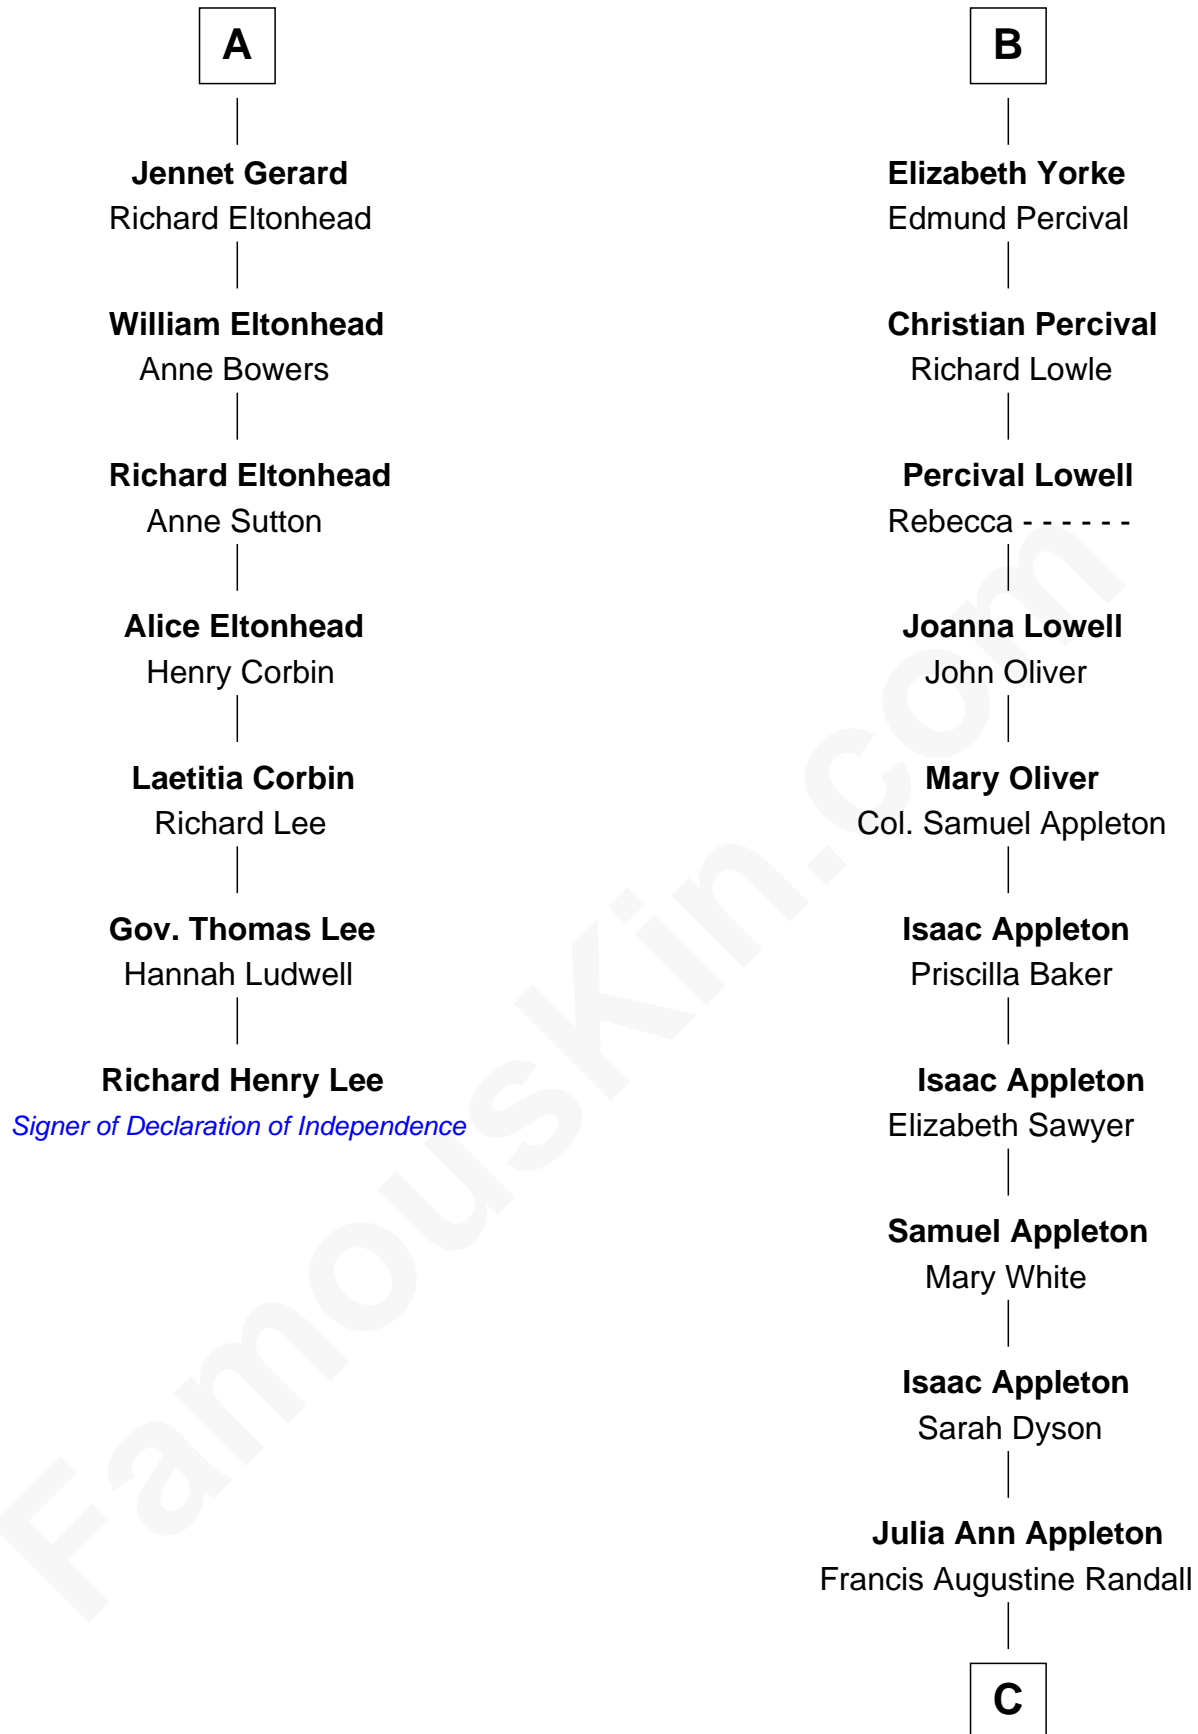 A
Jennet Gerard
Richard Eltonhead
William Eltonhead
Anne Bowers
Richard Eltonhead
Anne Sutton
Alice Eltonhead
Henry Corbin
Laetitia Corbin
Richard Lee
Gov. Thomas Lee
Hannah Ludwell
Richard Henry Lee
Signer of Declaration of Independence
B
Elizabeth Yorke
Edmund Percival
Christian Percival
Richard Lowle
Percival Lowell
Rebecca - - - - - -
Joanna Lowell
John Oliver
Mary Oliver
Col. Samuel Appleton
Isaac Appleton
Priscilla Baker
Isaac Appleton
Elizabeth Sawyer
Samuel Appleton
Mary White
Isaac Appleton
Sarah Dyson
Julia Ann Appleton
Francis Augustine Randall
C
FamousKin.com